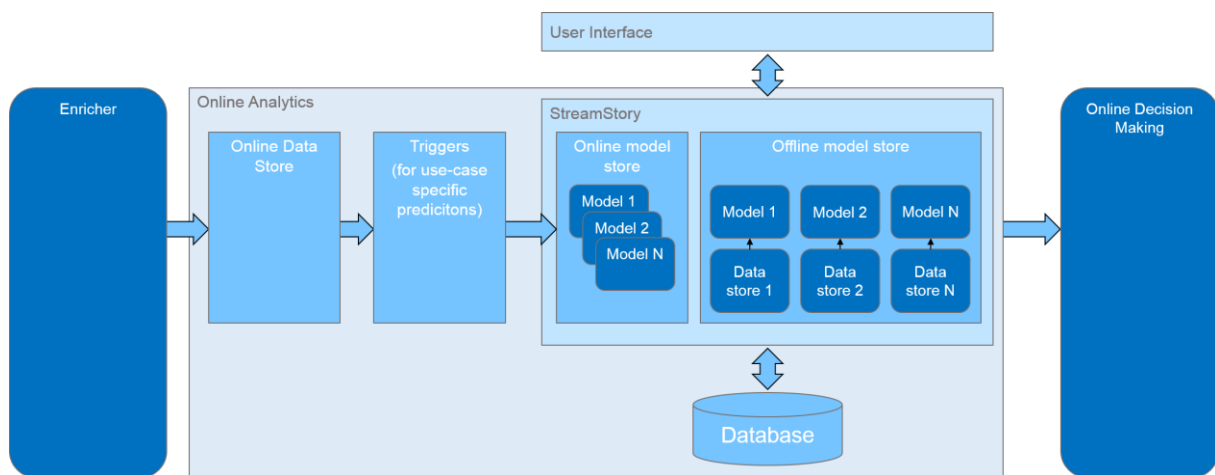 User Interface
Enricher
Online Analytics
StreamStory
Online Decision
Making
Online Data
Store
Triggers
(for use-case
specific
predicitons)
Online model
store
Model 1
Model 2
Model N
Offline model store
Model 1
Model 2
Model N
Data
store 1
Data
store 2
Data
store N
Database